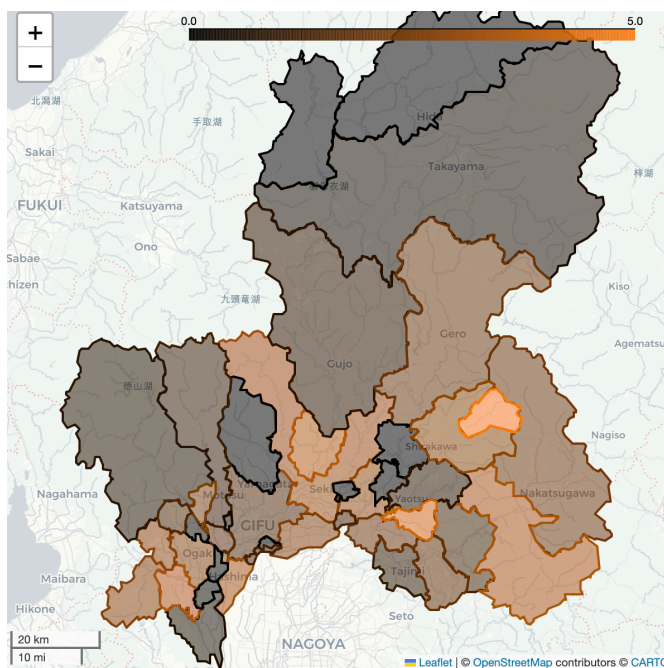 +
−
0.0
5.0
北潟湖
手取湖
Sakai
FUKUI
Katsuyama
Ono
Sabae
hizen
九頭竜湖
Hida
Takayama
梓湖
Kiso
Agematsu
Gero
Gujo
徳山湖
Nagiso
Shirakawa
Nagahama
Motosu
Yamagata
Seki
Yaotsu
Nakatsugawa
GIFU
Ogaki
Tajimi
Maibara
Hashima
Hikone
Seto
NAGOYA
20 km
10 mi
Leaflet | © OpenStreetMap contributors © CARTO